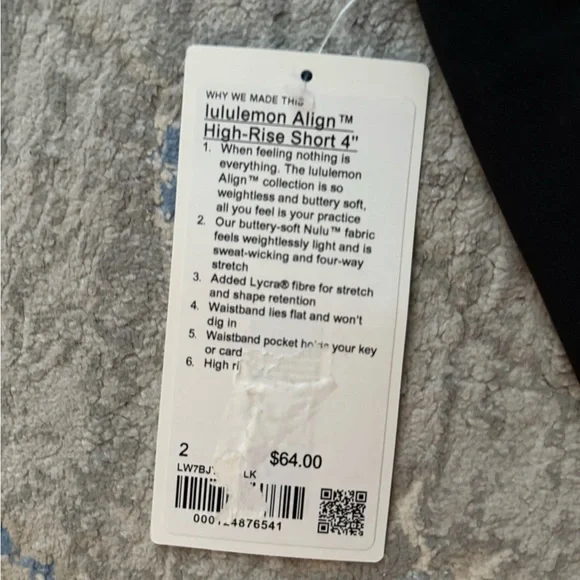 WHY WE MADE THIS
lululemon Align™
High-Rise Short 4"
1. When feeling nothing is
everything. The lululemon
Align™ collection is so
weightless and buttery soft,
all you feel is your practice
2. Our buttery-soft Nulu™ fabric
feels weightlessly light and is
sweat-wicking and four-way
stretch
3. Added Lycra® fibre for stretch
and shape retention
4. Waistband lies flat and won't
dig in
5. Waistband pocket holds your key
or card
6. High
2
$64.00
LW7BJ LK
000124876541